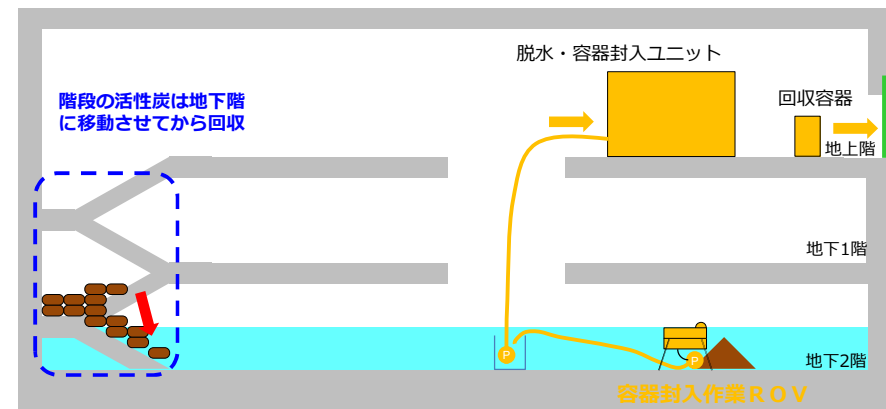 脱水・容器封入ユニット
階段の活性炭は地下階
に移動させてから回収
回収容器
地上階
地下1階
P
P
地下2階
容器封入作業ＲＯＶ